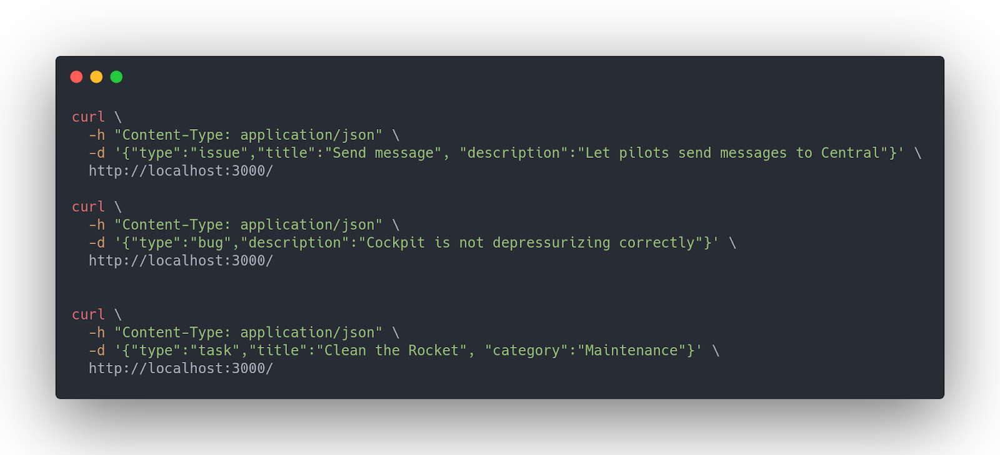 curl \
-h "Content-Type: application/json" \
-d '{"type":"issue","title":"Send message", "description":"Let pilots send messages to Central"}' \
http://localhost:3000/
curl \
-h "Content-Type: application/json" \
-d '{"type":"bug","description":"Cockpit is not depressurizing correctly"}' \
http://localhost:3000/
curl \
-h "Content-Type: application/json" \
-d '{"type":"task","title":"Clean the Rocket", "category":"Maintenance"}' \
http://localhost:3000/